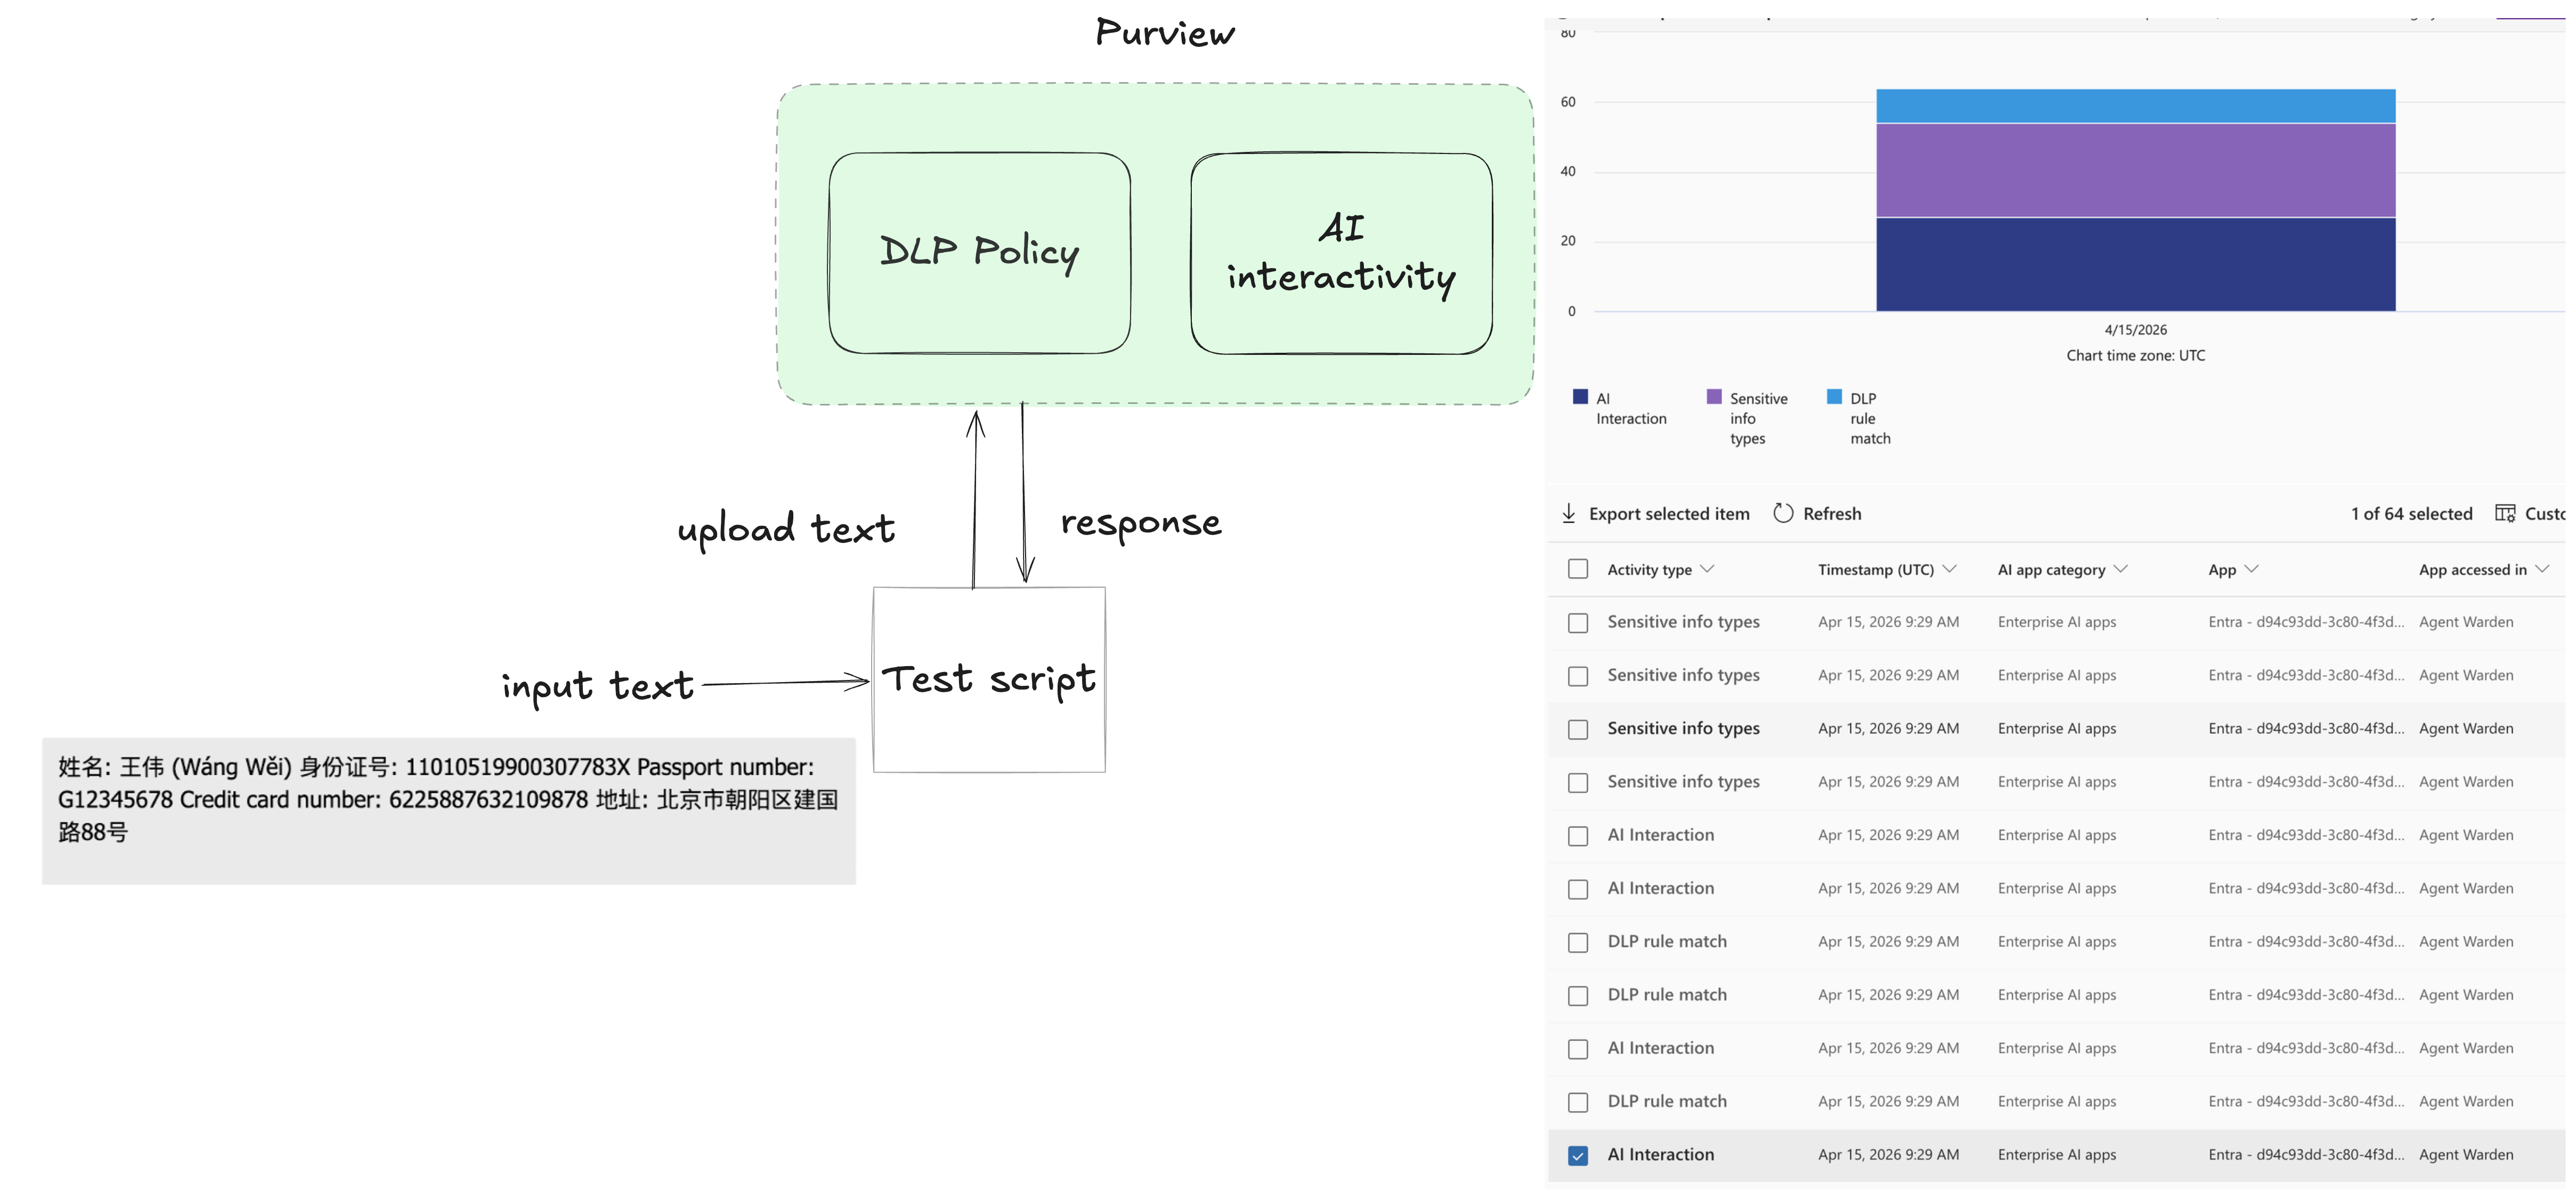 Purview
DLP Policy
AI
interactivity
upload text
response
input text
Test script
姓名: 王伟 (Wáng Wěi) 身份证号: 11010519900307783X Passport number:
G12345678 Credit card number: 6225887632109878 地址: 北京市朝阳区建国
路88号
80
60
40
20
0
4/15/2026
Chart time zone: UTC
AI
Interaction
Sensitive
info
types
DLP
rule
match
Export selected item Refresh 1 of 64 selected Custo
Activity type Timestamp (UTC) AI app category App App accessed in
Sensitive info types Apr 15, 2026 9:29 AM Enterprise AI apps Entra - d94c93dd-3c80-4f3d... Agent Warden
Sensitive info types Apr 15, 2026 9:29 AM Enterprise AI apps Entra - d94c93dd-3c80-4f3d... Agent Warden
Sensitive info types Apr 15, 2026 9:29 AM Enterprise AI apps Entra - d94c93dd-3c80-4f3d... Agent Warden
Sensitive info types Apr 15, 2026 9:29 AM Enterprise AI apps Entra - d94c93dd-3c80-4f3d... Agent Warden
AI Interaction Apr 15, 2026 9:29 AM Enterprise AI apps Entra - d94c93dd-3c80-4f3d... Agent Warden
AI Interaction Apr 15, 2026 9:29 AM Enterprise AI apps Entra - d94c93dd-3c80-4f3d... Agent Warden
DLP rule match Apr 15, 2026 9:29 AM Enterprise AI apps Entra - d94c93dd-3c80-4f3d... Agent Warden
DLP rule match Apr 15, 2026 9:29 AM Enterprise AI apps Entra - d94c93dd-3c80-4f3d... Agent Warden
AI Interaction Apr 15, 2026 9:29 AM Enterprise AI apps Entra - d94c93dd-3c80-4f3d... Agent Warden
DLP rule match Apr 15, 2026 9:29 AM Enterprise AI apps Entra - d94c93dd-3c80-4f3d... Agent Warden
AI Interaction Apr 15, 2026 9:29 AM Enterprise AI apps Entra - d94c93dd-3c80-4f3d... Agent Warden